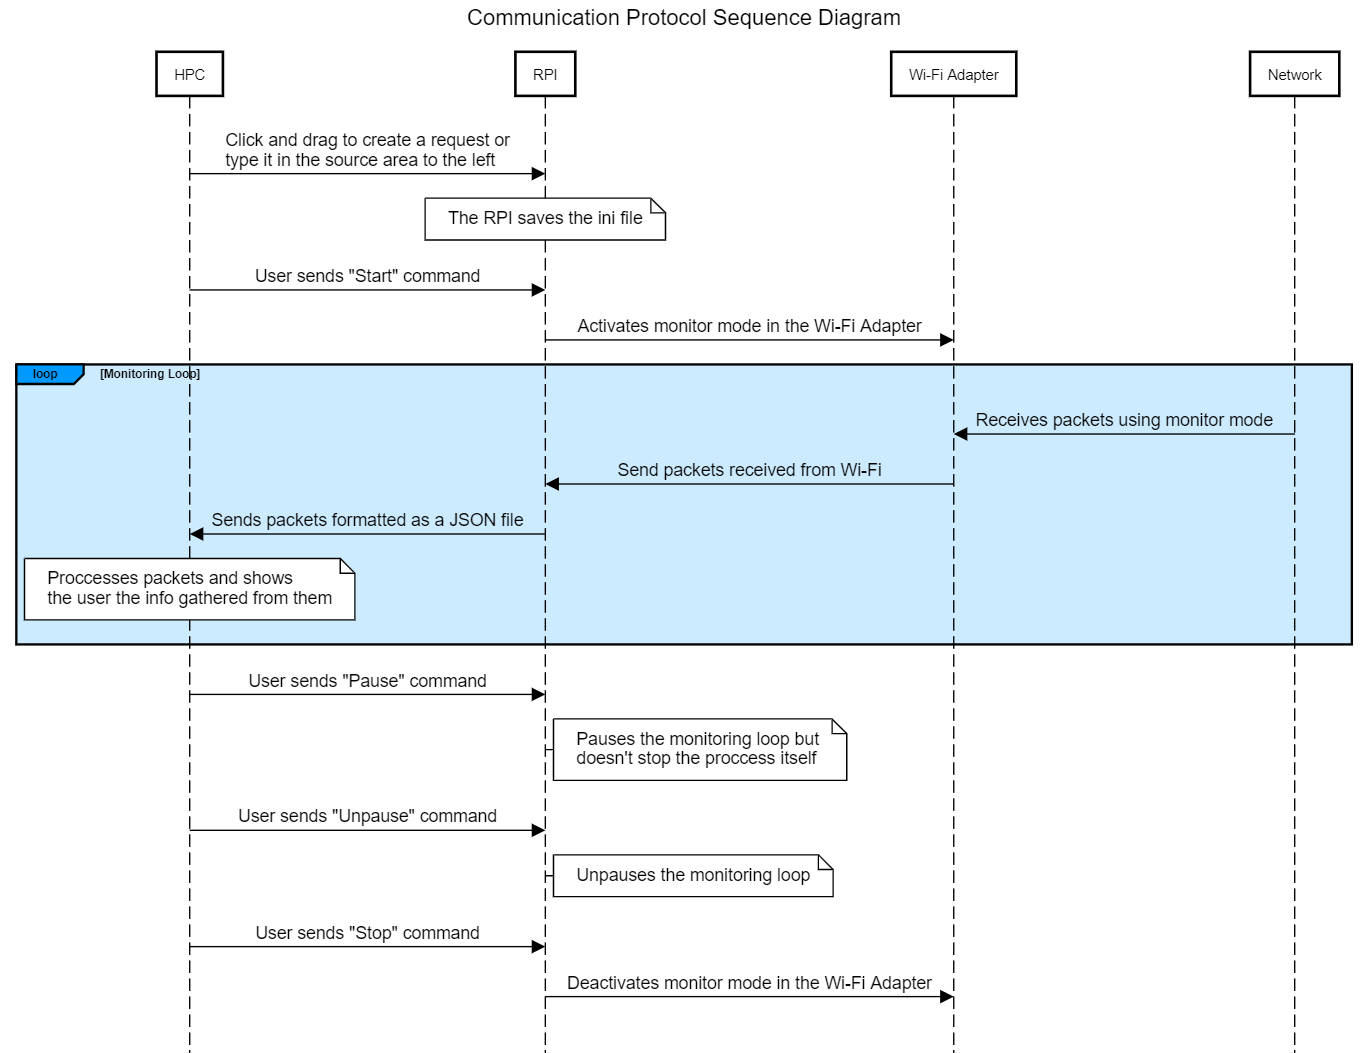 Communication Protocol Sequence Diagram
HPC
RPI
Wi-Fi Adapter
Network
Click and drag to create a request or
type it in the source area to the left
The RPI saves the ini file
User sends "Start" command
Activates monitor mode in the Wi-Fi Adapter
loop
[Monitoring Loop]
Receives packets using monitor mode
Send packets received from Wi-Fi
Sends packets formatted as a JSON file
Proccesses packets and shows
the user the info gathered from them
User sends "Pause" command
Pauses the monitoring loop but
doesn't stop the proccess itself
User sends "Unpause" command
Unpauses the monitoring loop
User sends "Stop" command
Deactivates monitor mode in the Wi-Fi Adapter